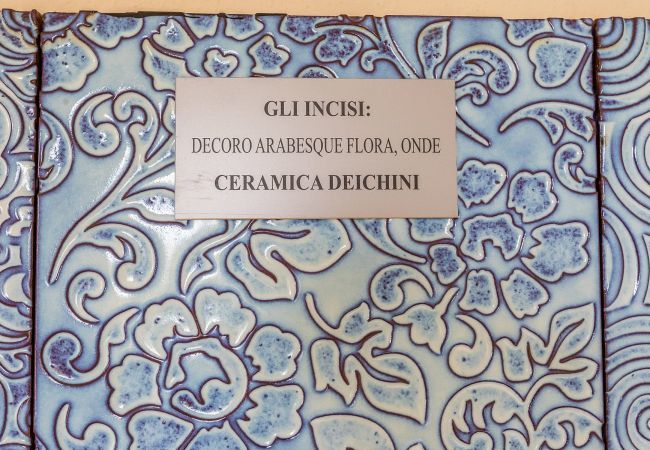 GLI INCISI:
DECORO ARABESQUE FLORA, ONDE
CERAMICA DEICHINI